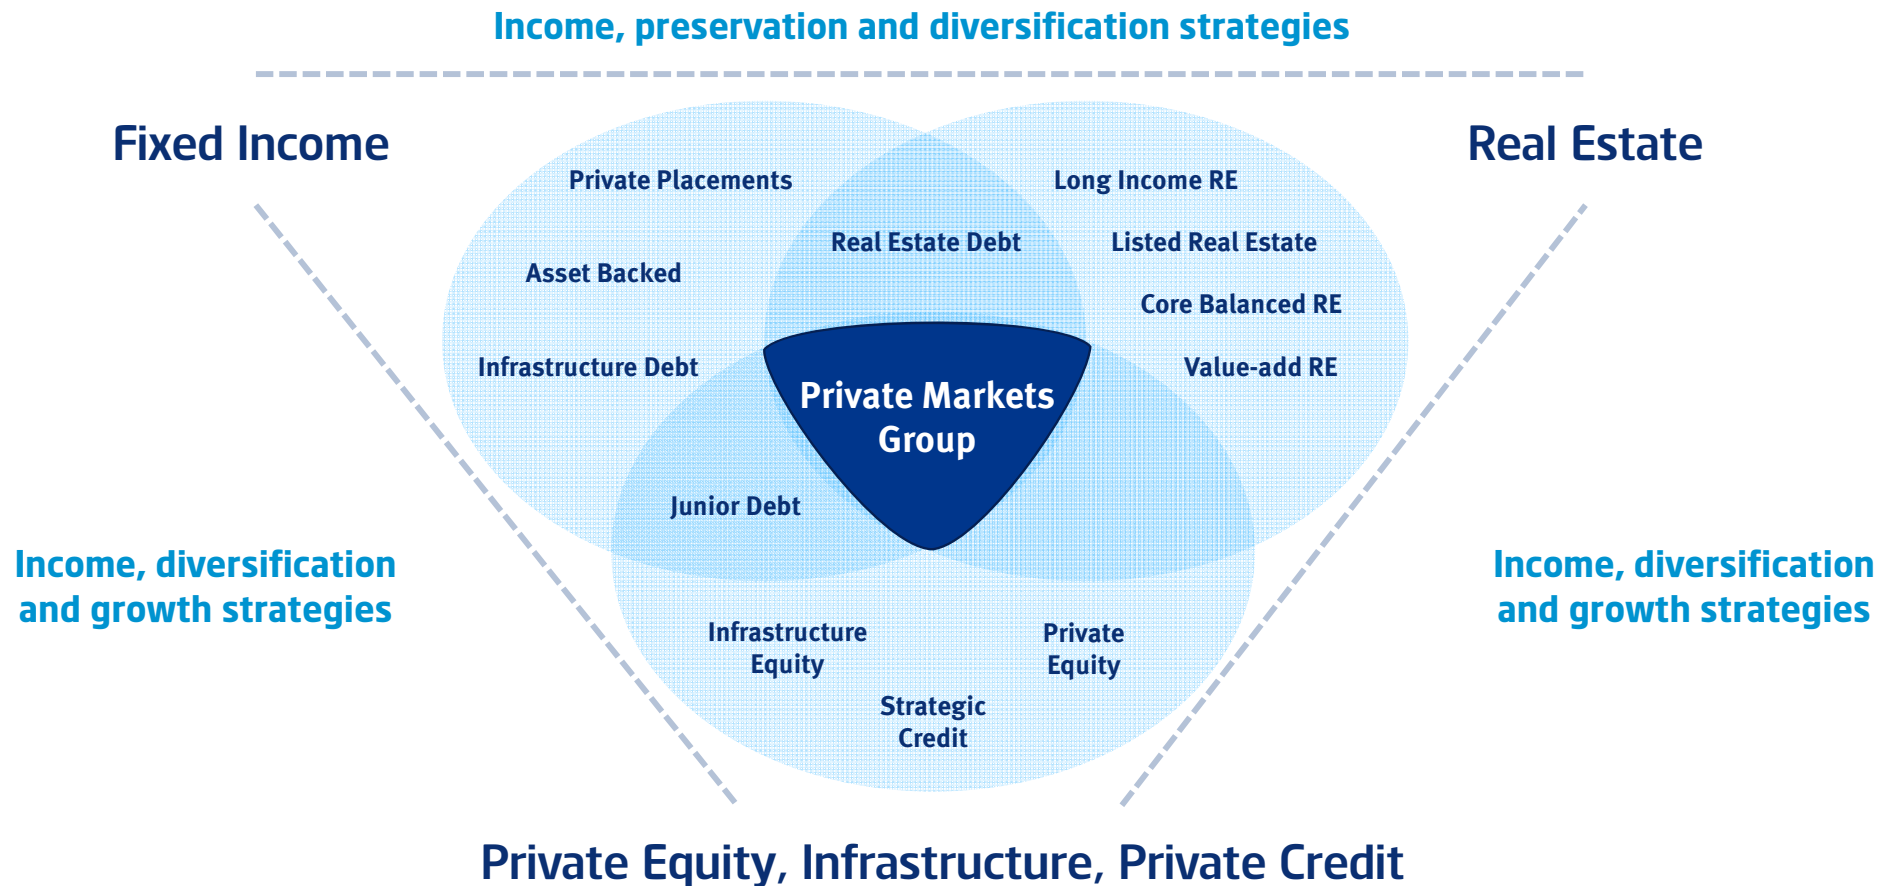 Income, preservation and diversification strategies
Fixed Income
Real Estate
Private Placements
Long Income RE
Real Estate Debt
Listed Real Estate
Asset Backed
Core Balanced RE
Infrastructure Debt
Value-add RE
Private Markets
Group
Junior Debt
Income, diversification
and growth strategies
Income, diversification
and growth strategies
Infrastructure
Equity
Private
Equity
Strategic
Credit
Private Equity, Infrastructure, Private Credit